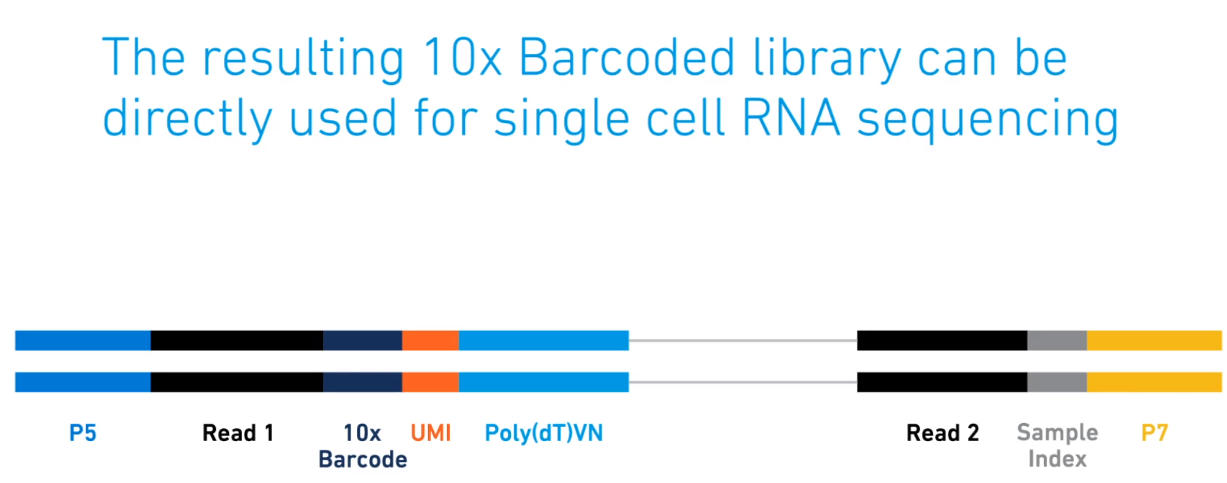 The resulting 10x Barcoded library can be
directly used for single cell RNA sequencing
P5 Read 1 10x Barcode UMI Poly(dT)VN Read 2 Sample Index P7